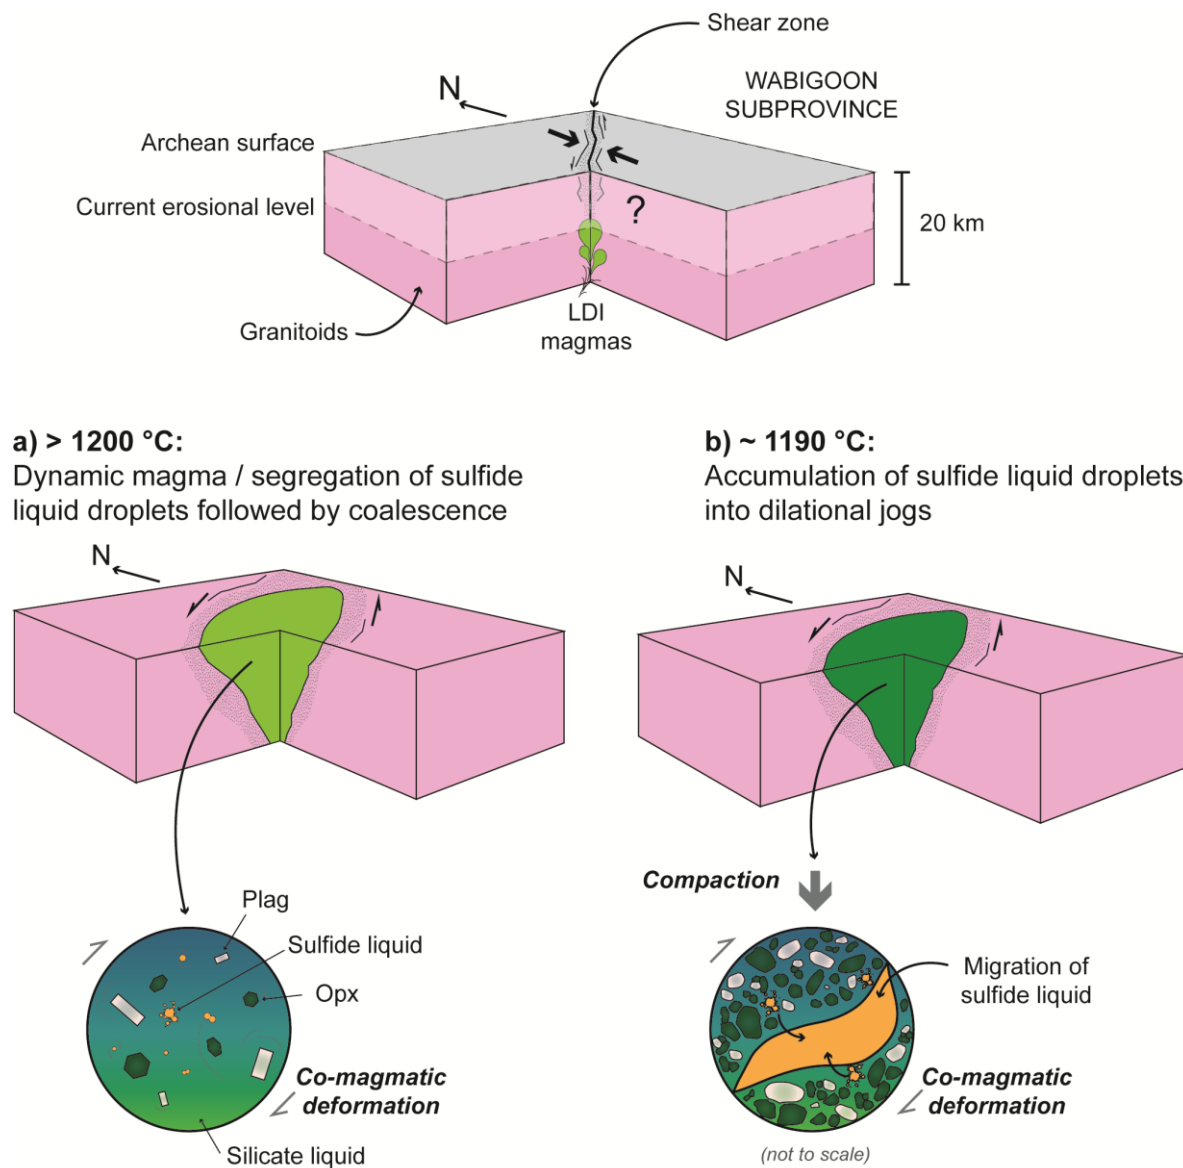 Shear zone
N
WABIGOON
SUBPROVINCE
Archean surface
Current erosional level
?
20 km
Granitoids
LDI
magmas
a) > 1200 °C:
Dynamic magma / segregation of sulfide
liquid droplets followed by coalescence
N
Plag
Sulfide liquid
Opx
Co-magmatic
deformation
Silicate liquid
b) ~ 1190 °C:
Accumulation of sulfide liquid droplets
into dilational jogs
N
Compaction
Migration of
sulfide liquid
Co-magmatic
deformation
(not to scale)